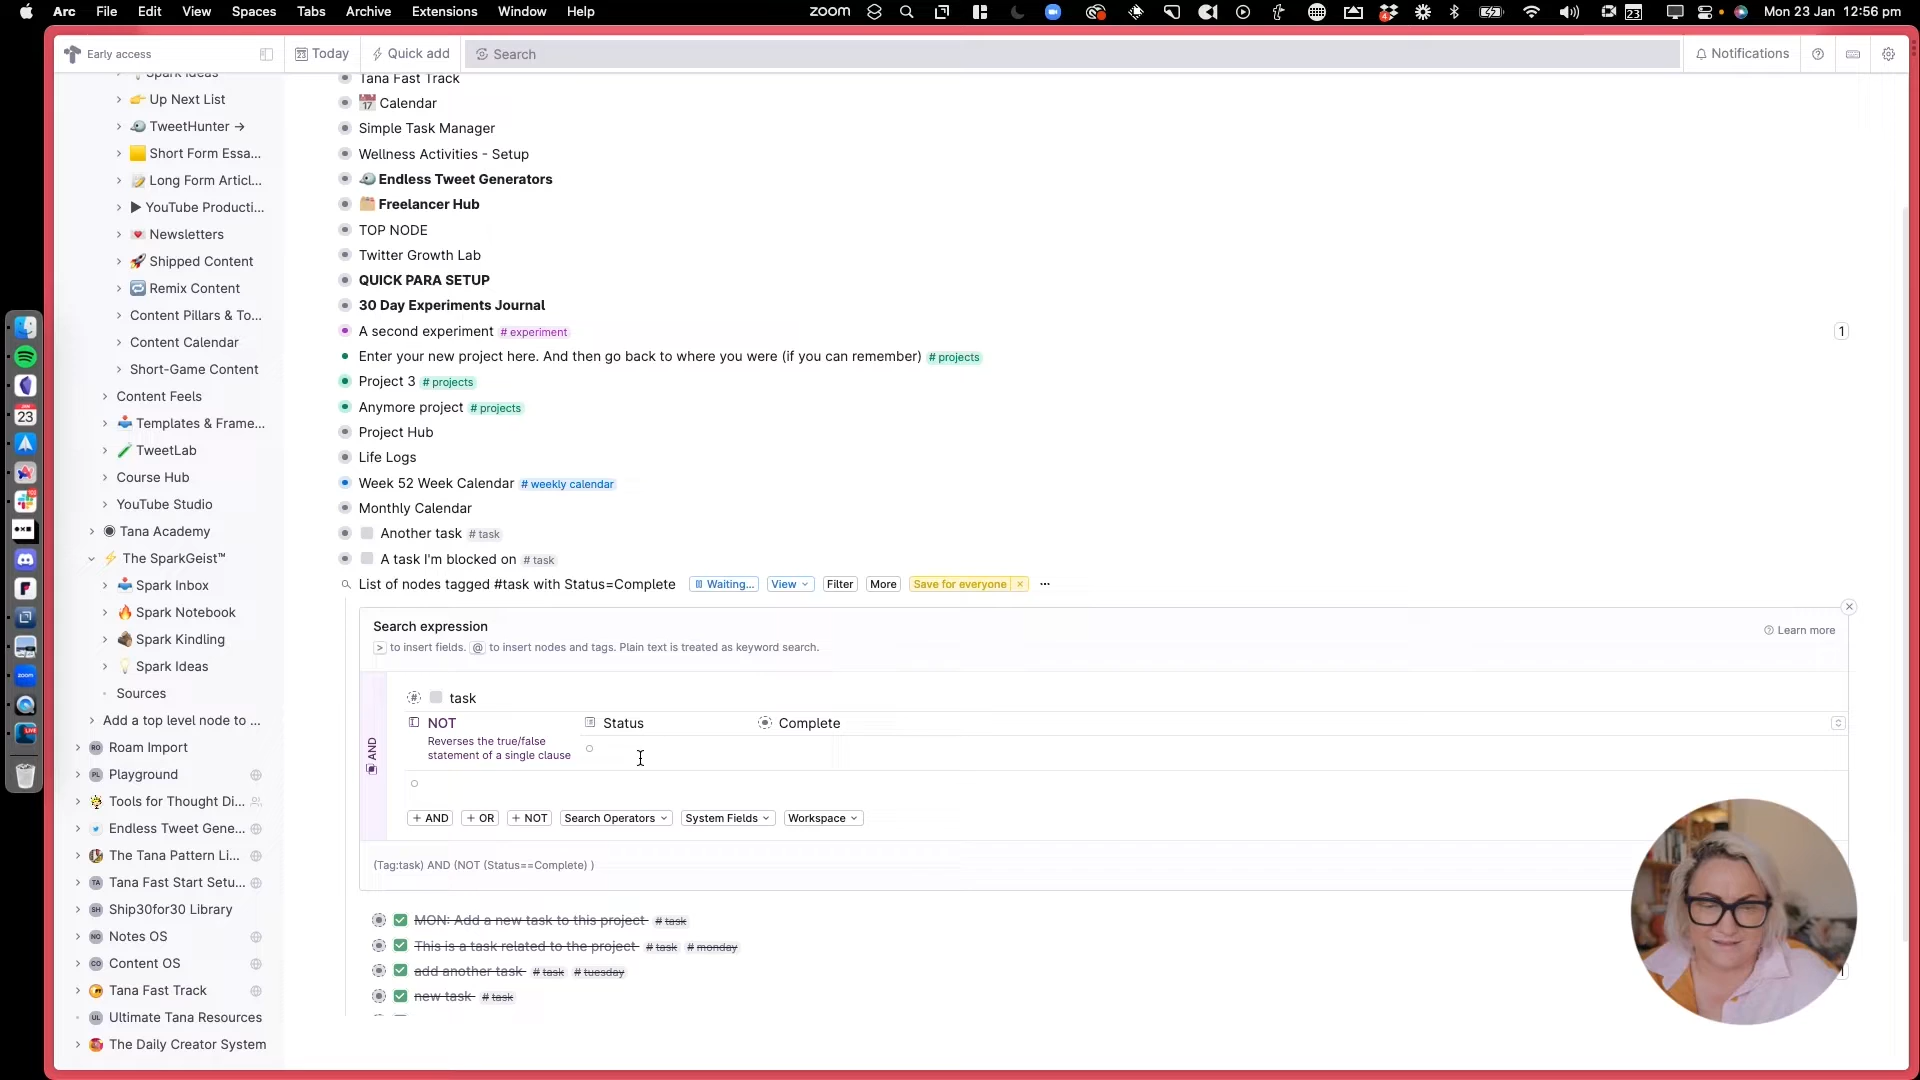 Arc File Edit View Spaces Tabs Archive Extensions Window Help zoom 4 23 Mon 23 Jan 12:56 pm
Early access Today Quick add Search Notifications
Spark Ideas
Up Next List
TweetHunter →
Short Form Essa...
Long Form Articl...
YouTube Producti...
Newsletters
Shipped Content
Remix Content
Content Pillars & To...
Content Calendar
Short-Game Content
Content Feels
Templates & Frame...
TweetLab
Course Hub
YouTube Studio
Tana Academy
The SparkGeist™
Spark Inbox
Spark Notebook
Spark Kindling
Spark Ideas
Sources
Add a top level node to ...
RO Roam Import
PL Playground
Tools for Thought Di...
Endless Tweet Gene...
The Tana Pattern Li...
TA Tana Fast Start Setu...
SH Ship30for30 Library
NO Notes OS
CO Content OS
Tana Fast Track
UL Ultimate Tana Resources
The Daily Creator System
23
zoom
LIVE
Tana Fast Track
Calendar
Simple Task Manager
Wellness Activities - Setup
Endless Tweet Generators
Freelancer Hub
TOP NODE
Twitter Growth Lab
QUICK PARA SETUP
30 Day Experiments Journal
A second experiment # experiment 1
Enter your new project here. And then go back to where you were (if you can remember) # projects
Project 3 # projects
Anymore project # projects
Project Hub
Life Logs
Week 52 Week Calendar # weekly calendar
Monthly Calendar
Another task # task
A task I'm blocked on # task
List of nodes tagged #task with Status=Complete Waiting... View Filter More Save for everyone × ...
Search expression
Learn more
> to insert fields. @ to insert nodes and tags. Plain text is treated as keyword search.
AND
# task
NOT Status Complete
Reverses the true/false
statement of a single clause
+ AND + OR + NOT Search Operators System Fields Workspace
(Tag:task) AND (NOT (Status==Complete) )
MON: Add a new task to this project # task
This is a task related to the project # task # monday
add another task # task # tuesday
new task # task